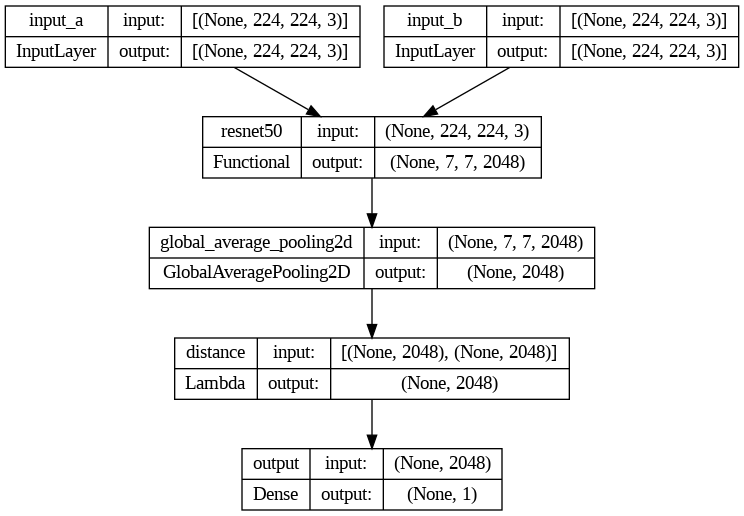 input_a input: [(None, 224, 224, 3)] input_b input: [(None, 224, 224, 3)]
InputLayer output: [(None, 224, 224, 3)] InputLayer output: [(None, 224, 224, 3)]
resnet50 input: (None, 224, 224, 3)
Functional output: (None, 7, 7, 2048)
global_average_pooling2d input: (None, 7, 7, 2048)
GlobalAveragePooling2D output: (None, 2048)
distance input: [(None, 2048), (None, 2048)]
Lambda output: (None, 2048)
output input: (None, 2048)
Dense output: (None, 1)